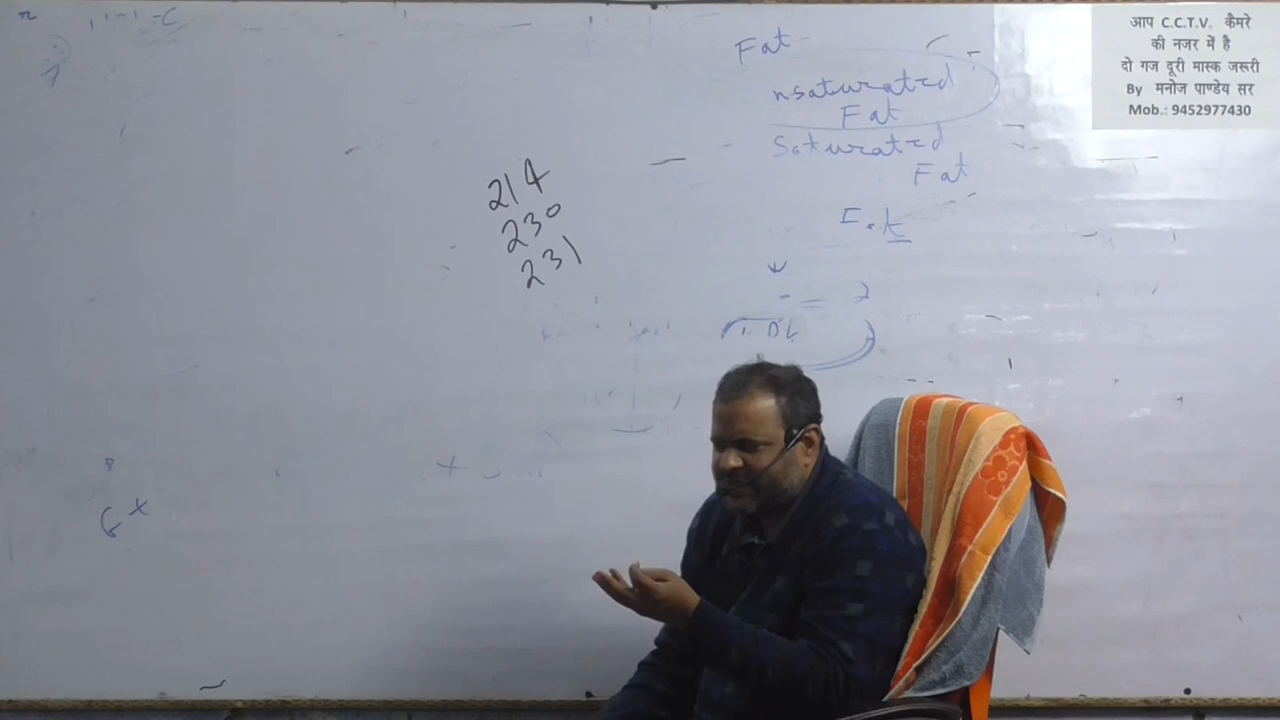 आप C.C.T.V. कैमरे
की नजर में है
दो गज दूरी मास्क जरूरी
By मनोज पाण्डेय सर
Mob.: 9452977430
Fat
nsaturated
Fat
Saturated
Fat
214
230
231